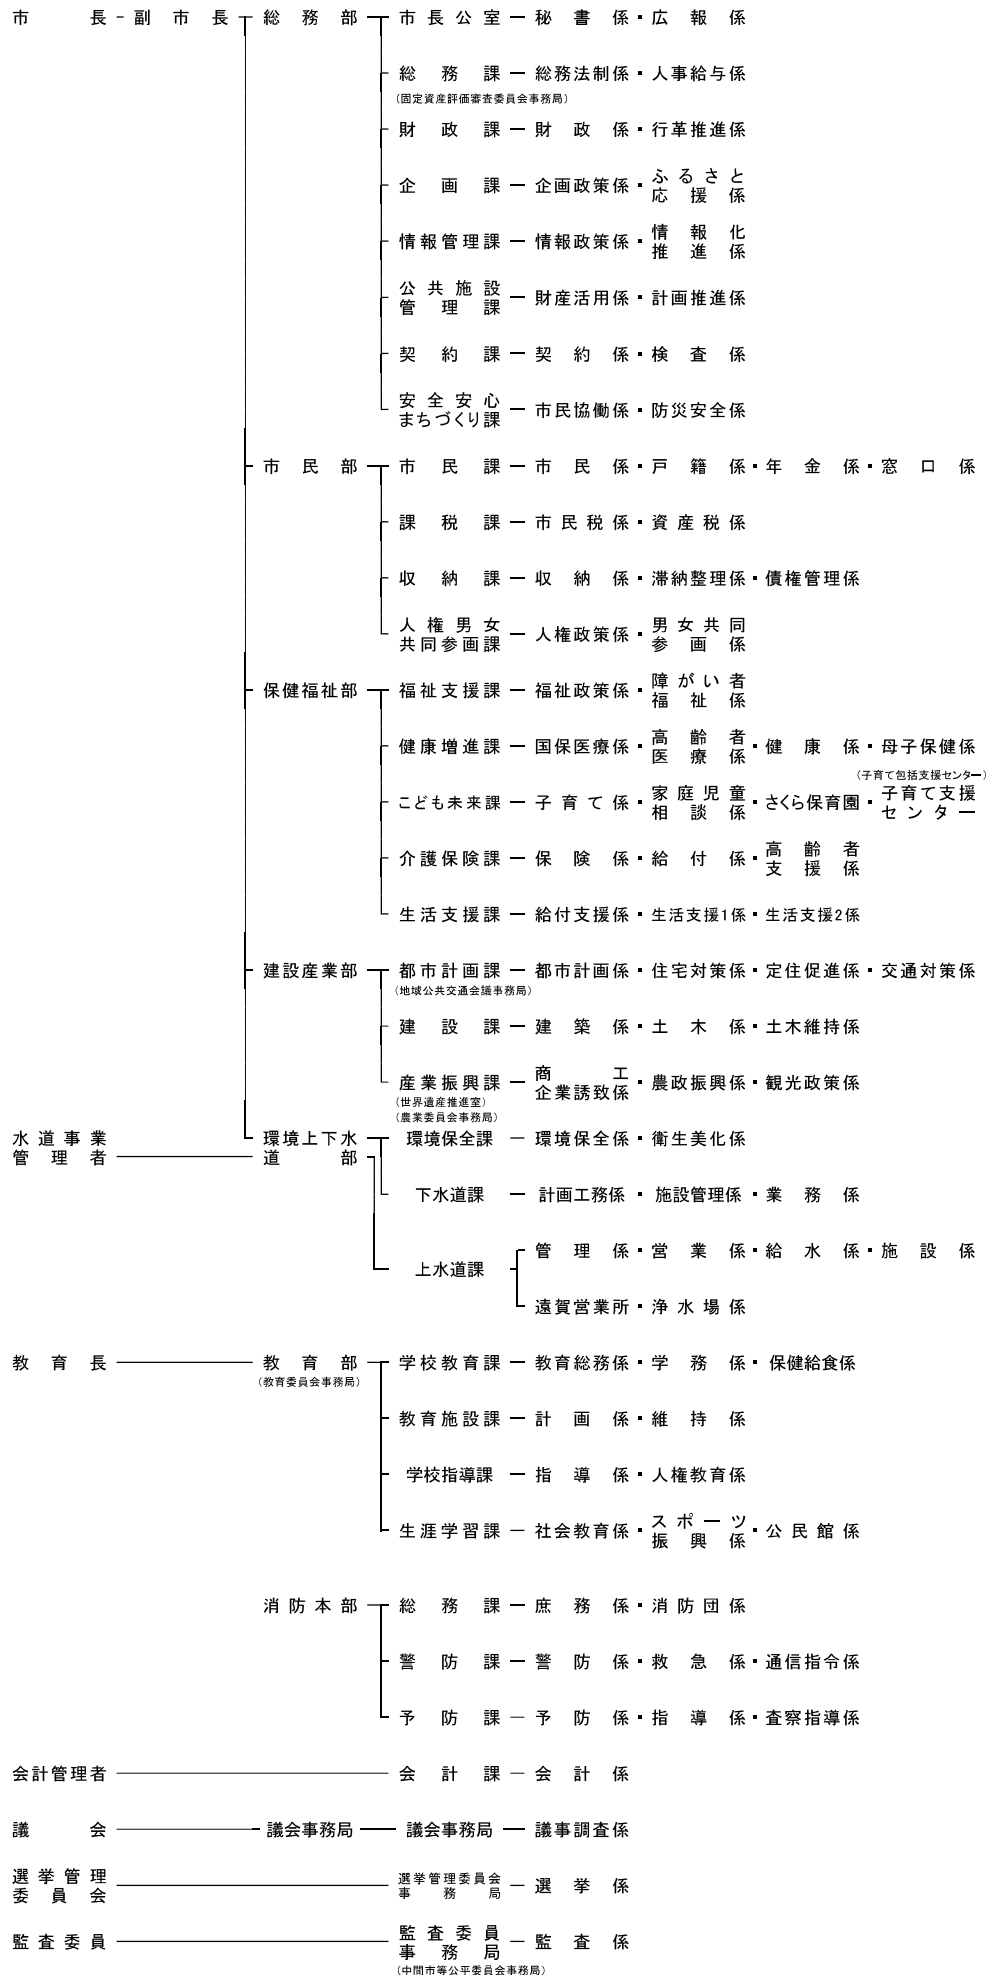 市長 副市長 総務部 市長公室 秘書係・広報係
総務課 総務法制係・人事給与係
（固定資産評価審査委員会事務局）
財政課 財政係・行革推進係
企画課 企画政策係・ふるさと応援係
情報管理課 情報政策係・情報化推進係
公共施設管理課 財産活用係・計画推進係
契約課 契約係・検査係
安全安心まちづくり課 市民協働係・防災安全係
市民部 市民課 市民係・戸籍係・年金係・窓口係
課税課 市民税係・資産税係
収納課 収納係・滞納整理係・債権管理係
人権男女共同参画課 人権政策係・男女共同参画係
保健福祉部 福祉支援課 福祉政策係・障がい者福祉係
健康増進課 国保医療係・高齢者医療係・健康係・母子保健係
（子育て包括支援センター）
こども未来課 子育て係・家庭児童相談係・さくら保育園・子育て支援センター
介護保険課 保険係・給付係・高齢者支援係
生活支援課 給付支援係・生活支援1係・生活支援2係
建設産業部 都市計画課 都市計画係・住宅対策係・定住促進係・交通対策係
（地域公共交通会議事務局）
建設課 建築係・土木係・土木維持係
産業振興課 商工企業誘致係・農政振興係・観光政策係
（世界遺産推進室）
（農業委員会事務局）
水道事業管理者 環境上下水道部 環境保全課 環境保全係・衛生美化係
下水道課 計画工務係・施設管理係・業務係
上水道課 管理係・営業係・給水係・施設係
遠賀営業所・浄水場係
教育長 教育部 学校教育課 教育総務係・学務係・保健給食係
（教育委員会事務局）
教育施設課 計画係・維持係
学校指導課 指導係・人権教育係
生涯学習課 社会教育係・スポーツ振興係・公民館係
消防本部 総務課 庶務係・消防団係
警防課 警防係・救急係・通信指令係
予防課 予防係・指導係・査察指導係
会計管理者 会計課 会計係
議会 議会事務局 議会事務局 議事調査係
選挙管理委員会 選挙管理委員会事務局 選挙係
監査委員 監査委員事務局 監査係
（中間市等公平委員会事務局）